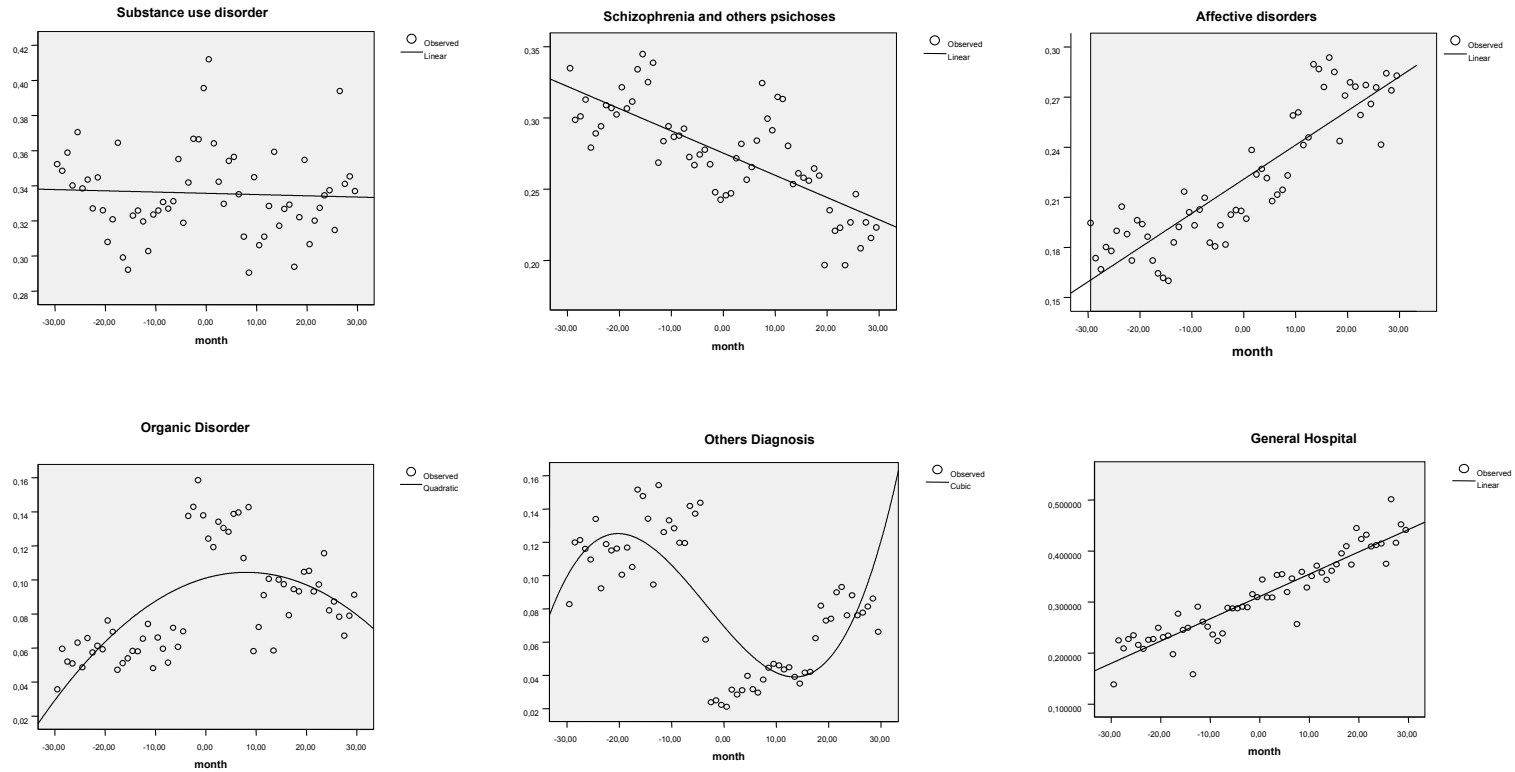 Substance use disorder
Observed
Linear
0,42
0,40
0,38
0,36
0,34
0,32
0,30
0,28
-30,00 -20,00 -10,00 0,00 10,00 20,00 30,00
month
Schizophrenia and others psichoses
Observed
Linear
0,35
0,30
0,25
0,20
-30,00 -20,00 -10,00 0,00 10,00 20,00 30,00
month
Affective disorders
Observed
Linear
0,30
0,27
0,24
0,21
0,18
0,15
-30,00 -20,00 -10,00 0,00 10,00 20,00 30,00
month
Organic Disorder
Observed
Quadratic
0,16
0,14
0,12
0,10
0,08
0,06
0,04
0,02
-30,00 -20,00 -10,00 0,00 10,00 20,00 30,00
month
Others Diagnosis
Observed
Cubic
0,16
0,14
0,12
0,10
0,08
0,06
0,04
0,02
-30,00 -20,00 -10,00 0,00 10,00 20,00 30,00
month
General Hospital
Observed
Linear
0,500000
0,400000
0,300000
0,200000
0,100000
-30,00 -20,00 -10,00 0,00 10,00 20,00 30,00
month